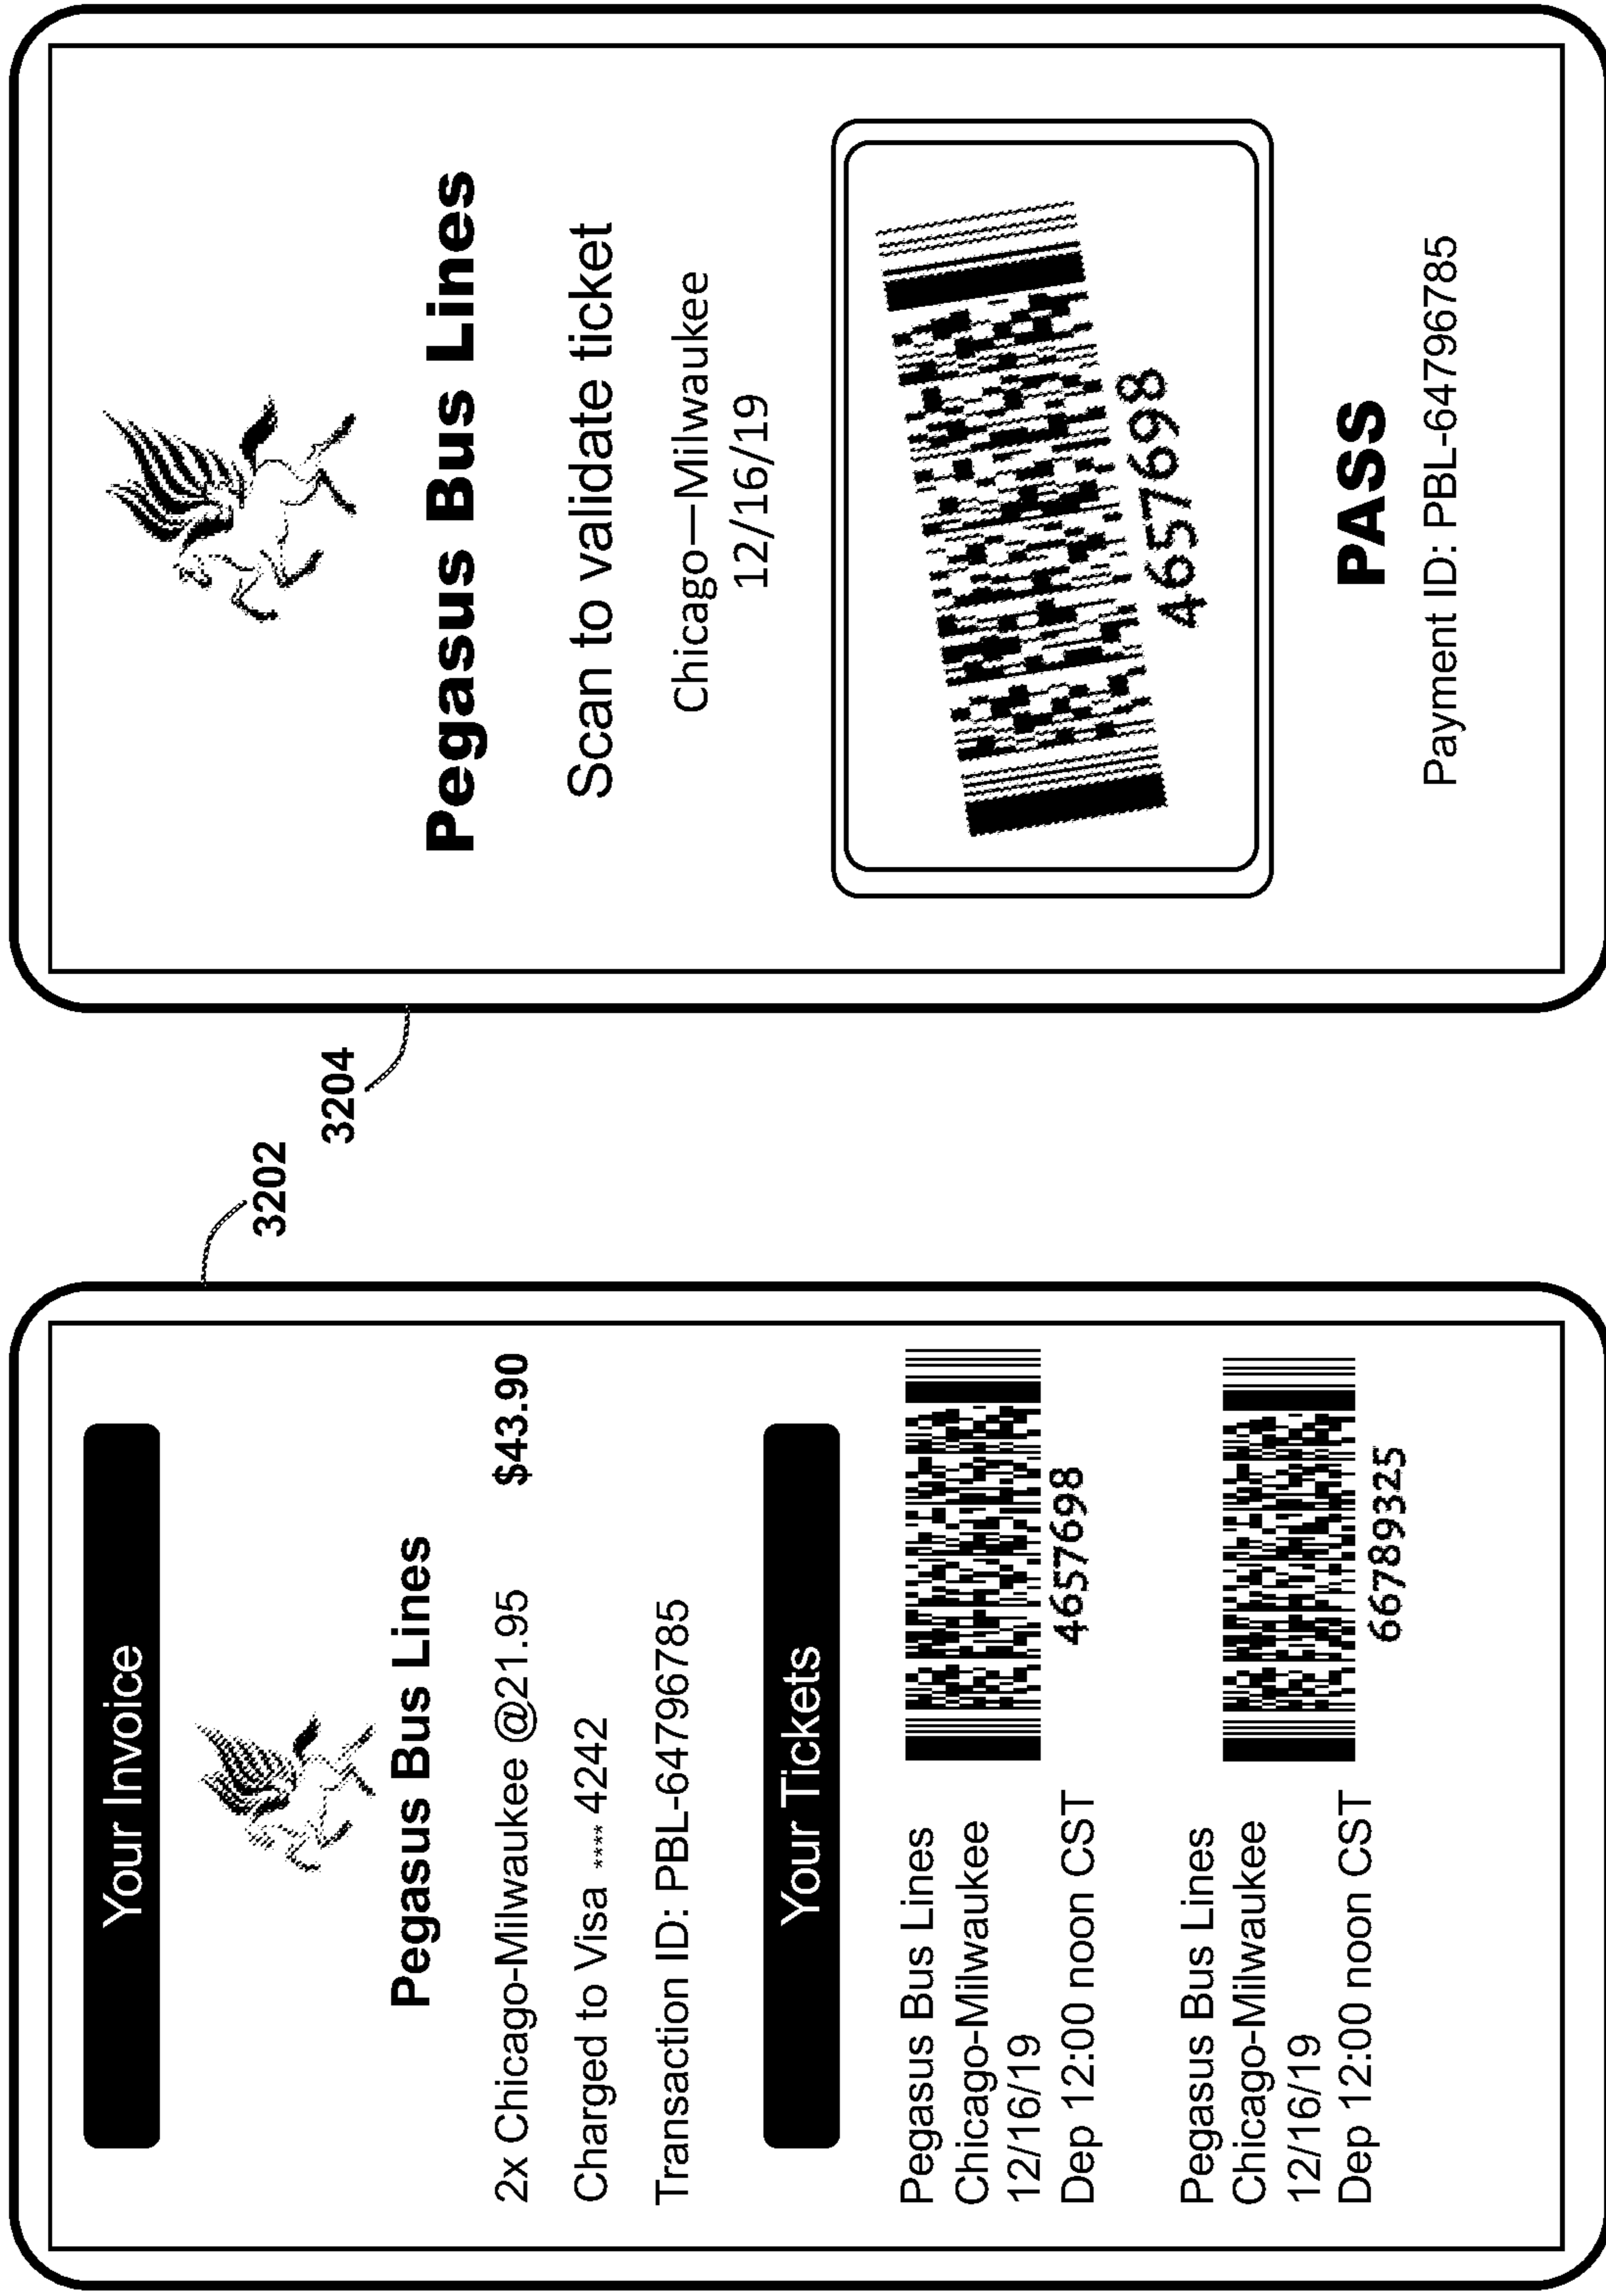 Your Invoice
Pegasus Bus Lines
2x Chicago-Milwaukee @21.95 $43.90
Charged to Visa **** 4242
Transaction ID: PBL-64796785
Your Tickets
Pegasus Bus Lines
Chicago-Milwaukee
12/16/19
Dep 12:00 noon CST
4657698
Pegasus Bus Lines
Chicago-Milwaukee
12/16/19
Dep 12:00 noon CST
66789325
3202
3204
Pegasus Bus Lines
Scan to validate ticket
Chicago—Milwaukee
12/16/19
4657698
PASS
Payment ID: PBL-64796785